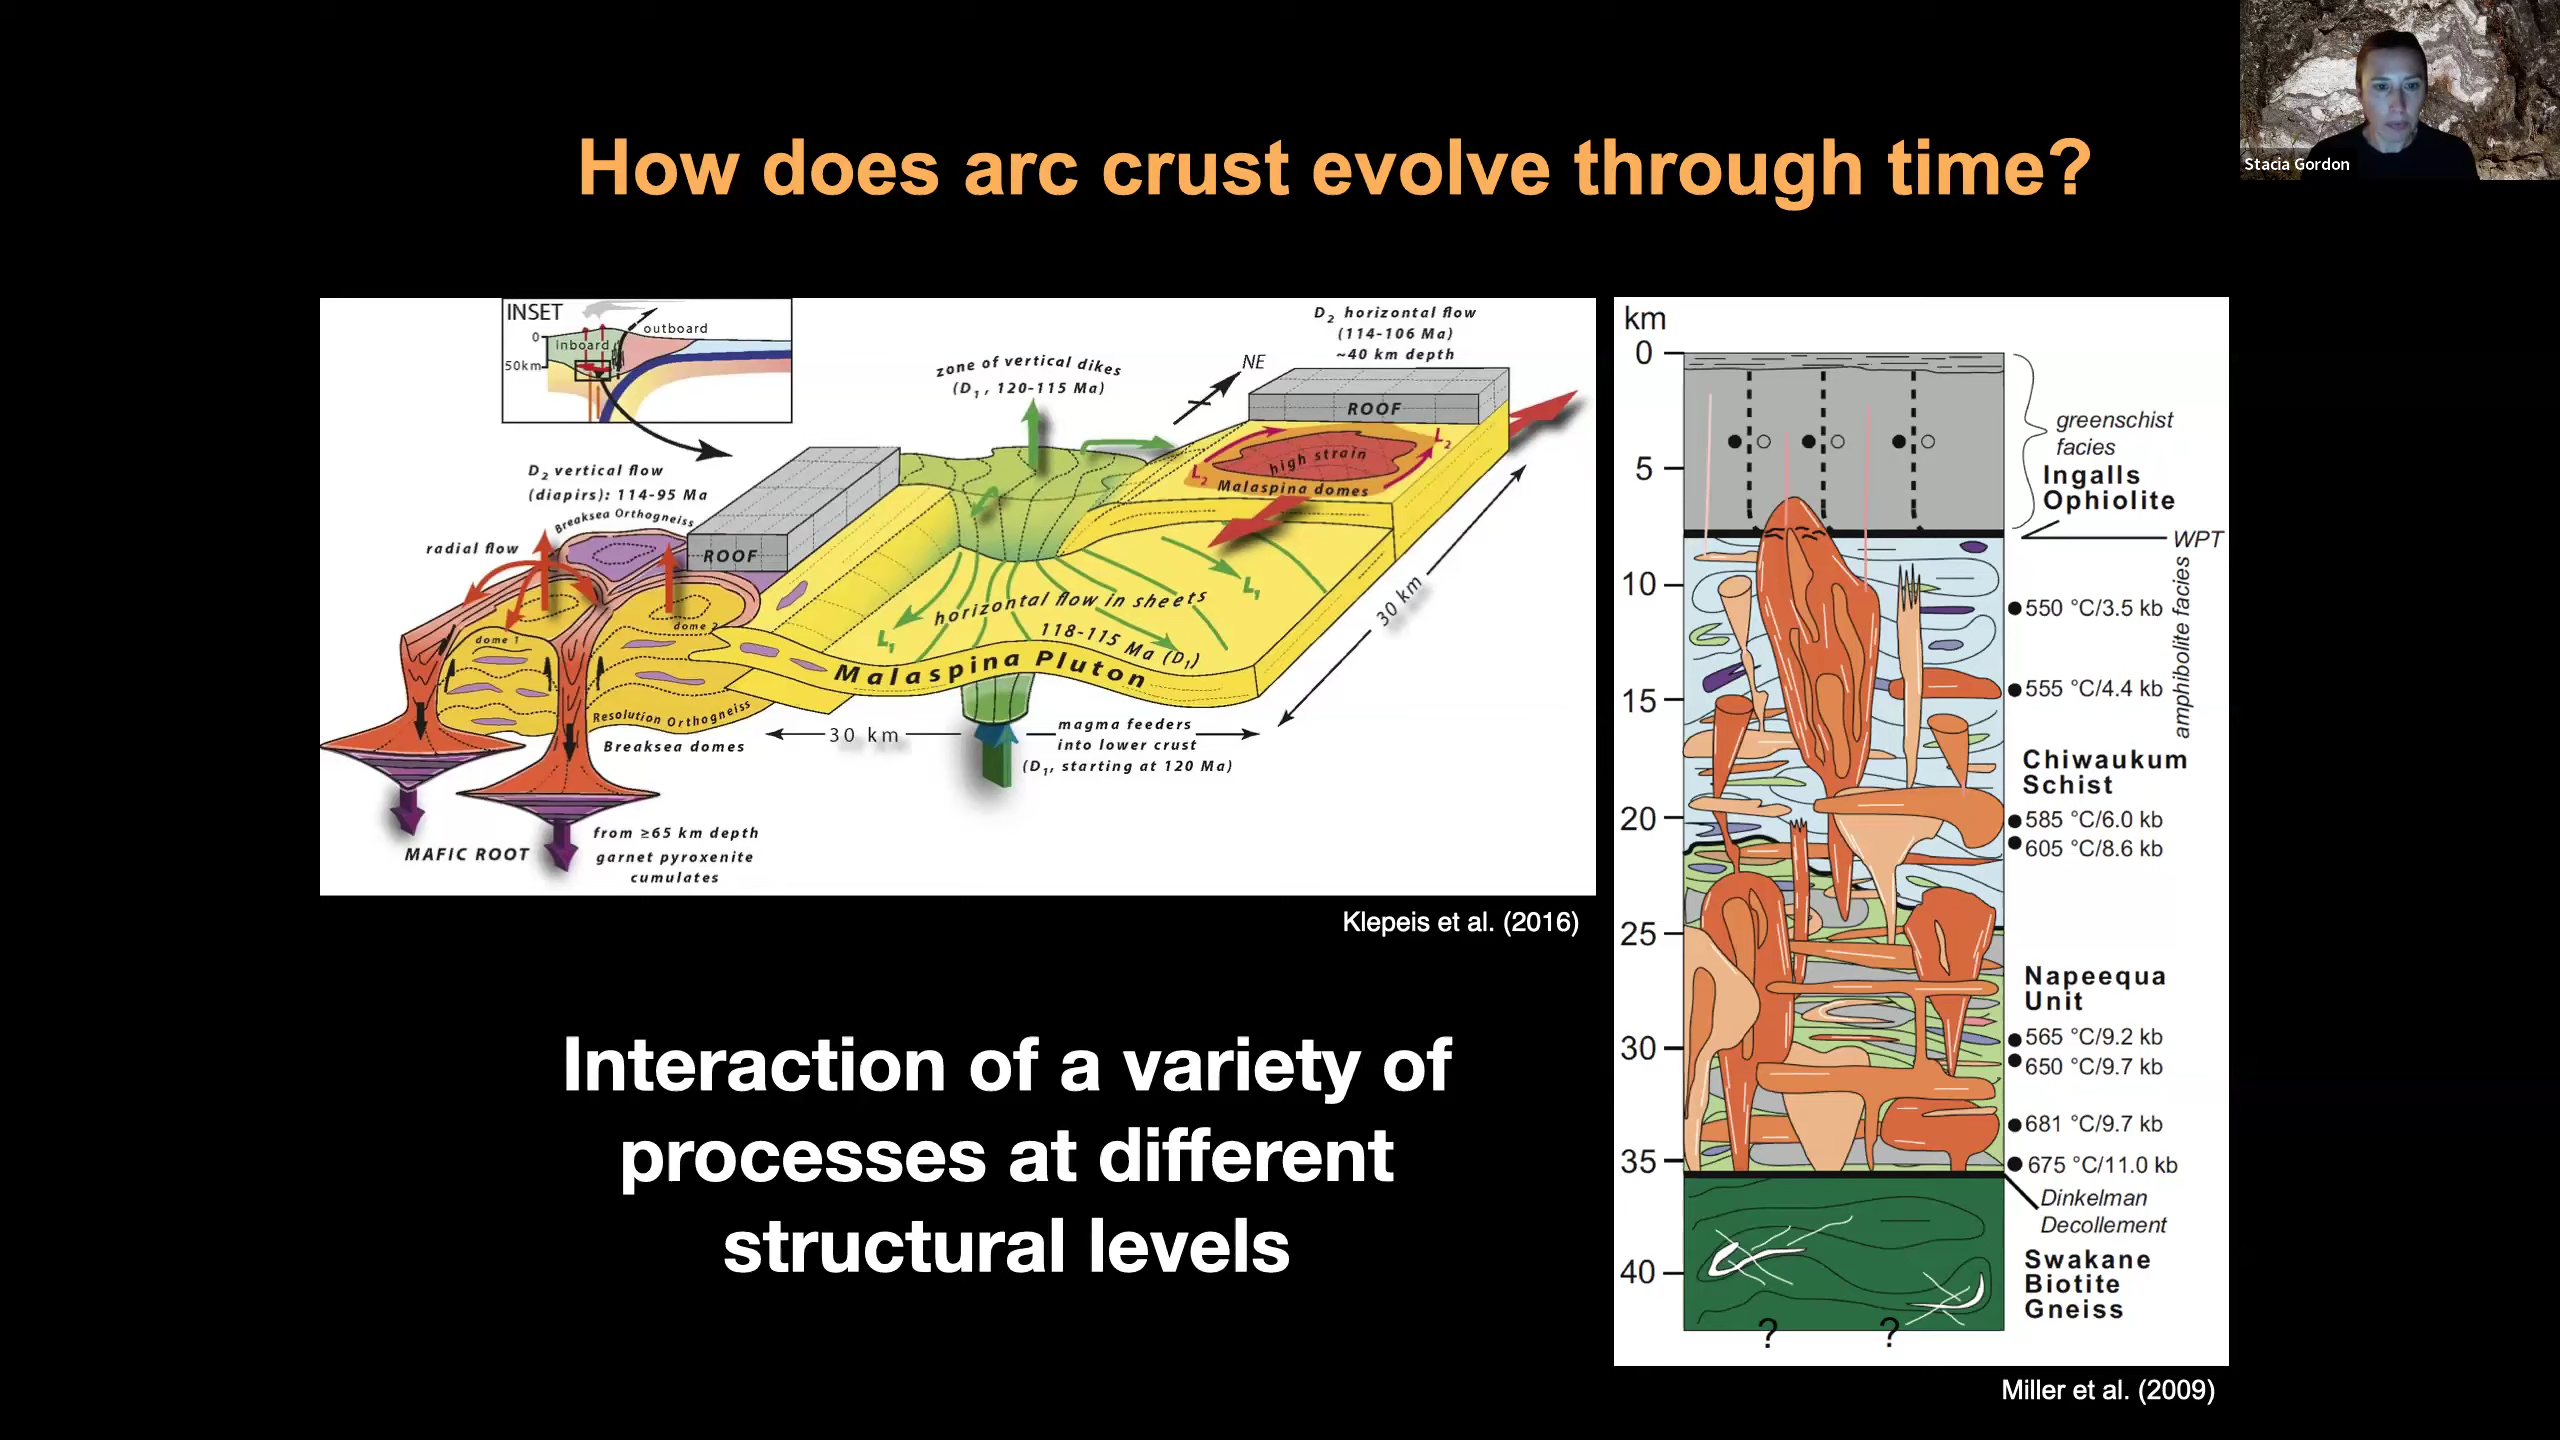 Stacia Gordon
How does arc crust evolve through time?
INSET
0
50km
inboard
outboard
D2 vertical flow
(diapirs): 114-95 Ma
Breaksea Orthogneiss
radial flow
ROOF
dome 1
dome 2
Resolution Orthogneiss
Breaksea domes
MAFIC ROOT
from ≥65 km depth
garnet pyroxenite
cumulates
zone of vertical dikes
(D1, 120-115 Ma)
NE
D2 horizontal flow
(114-106 Ma)
~40 km depth
ROOF
high strain
L2
L2
Malaspina domes
L1
L1
horizontal flow in sheets
118-115 Ma (D1)
Malaspina Pluton
30 km
30 km
magma feeders
into lower crust
(D1, starting at 120 Ma)
Klepeis et al. (2016)
Interaction of a variety of
processes at different
structural levels
km
0
5
10
15
20
25
30
35
40
greenschist
facies
Ingalls
Ophiolite
WPT
amphibolite facies
550 °C/3.5 kb
555 °C/4.4 kb
Chiwaukum
Schist
585 °C/6.0 kb
605 °C/8.6 kb
Napeequa
Unit
565 °C/9.2 kb
650 °C/9.7 kb
681 °C/9.7 kb
675 °C/11.0 kb
Dinkelman
Decollement
Swakane
Biotite
Gneiss
? ?
Miller et al. (2009)